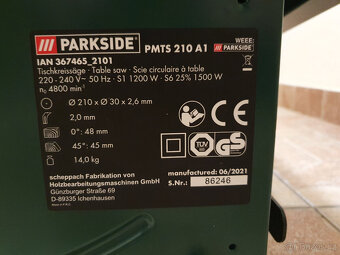 /// PARKSIDE® PMTS 210 A1
WEEE:
/// PARKSIDE
IAN 367465_2101
Tischkreissäge · Table saw · Scie circulaire à table
220 - 240 V~ 50 Hz · S1 1200 W · S6 25% 1500 W
n₀ 4800 min⁻¹
Ø 210 x Ø 30 x 2,6 mm
2,0 mm
0°: 48 mm
45°: 45 mm
14,0 kg
TÜV
GS
CE
scheppach Fabrikation von
Holzbearbeitungsmaschinen GmbH
Günzburger Straße 69
D-89335 Ichenhausen
manufactured: 06/2021
S.Nr.: 86246